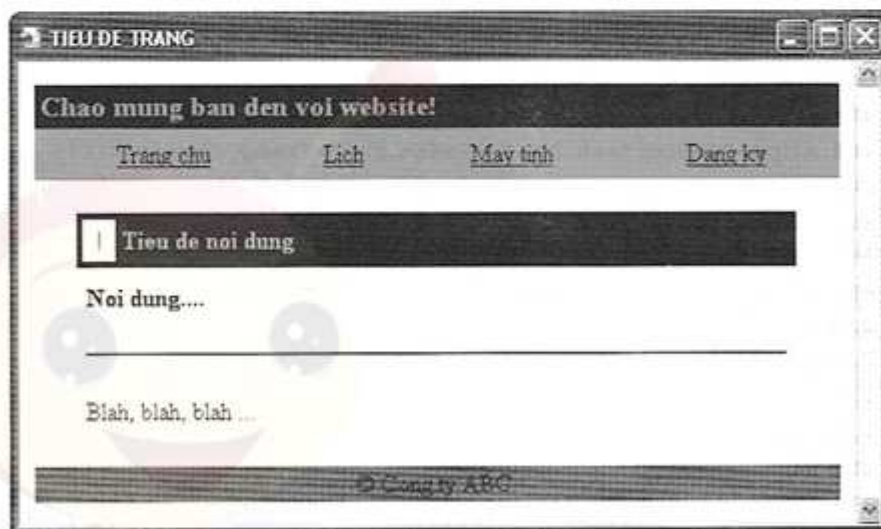 TIEU DE TRANG
Chao mung ban den voi website!
Trang chu Lich May tinh Dang ky
Tieu de noi dung
Noi dung....
Blah, blah, blah ...
© Cong ty ABC